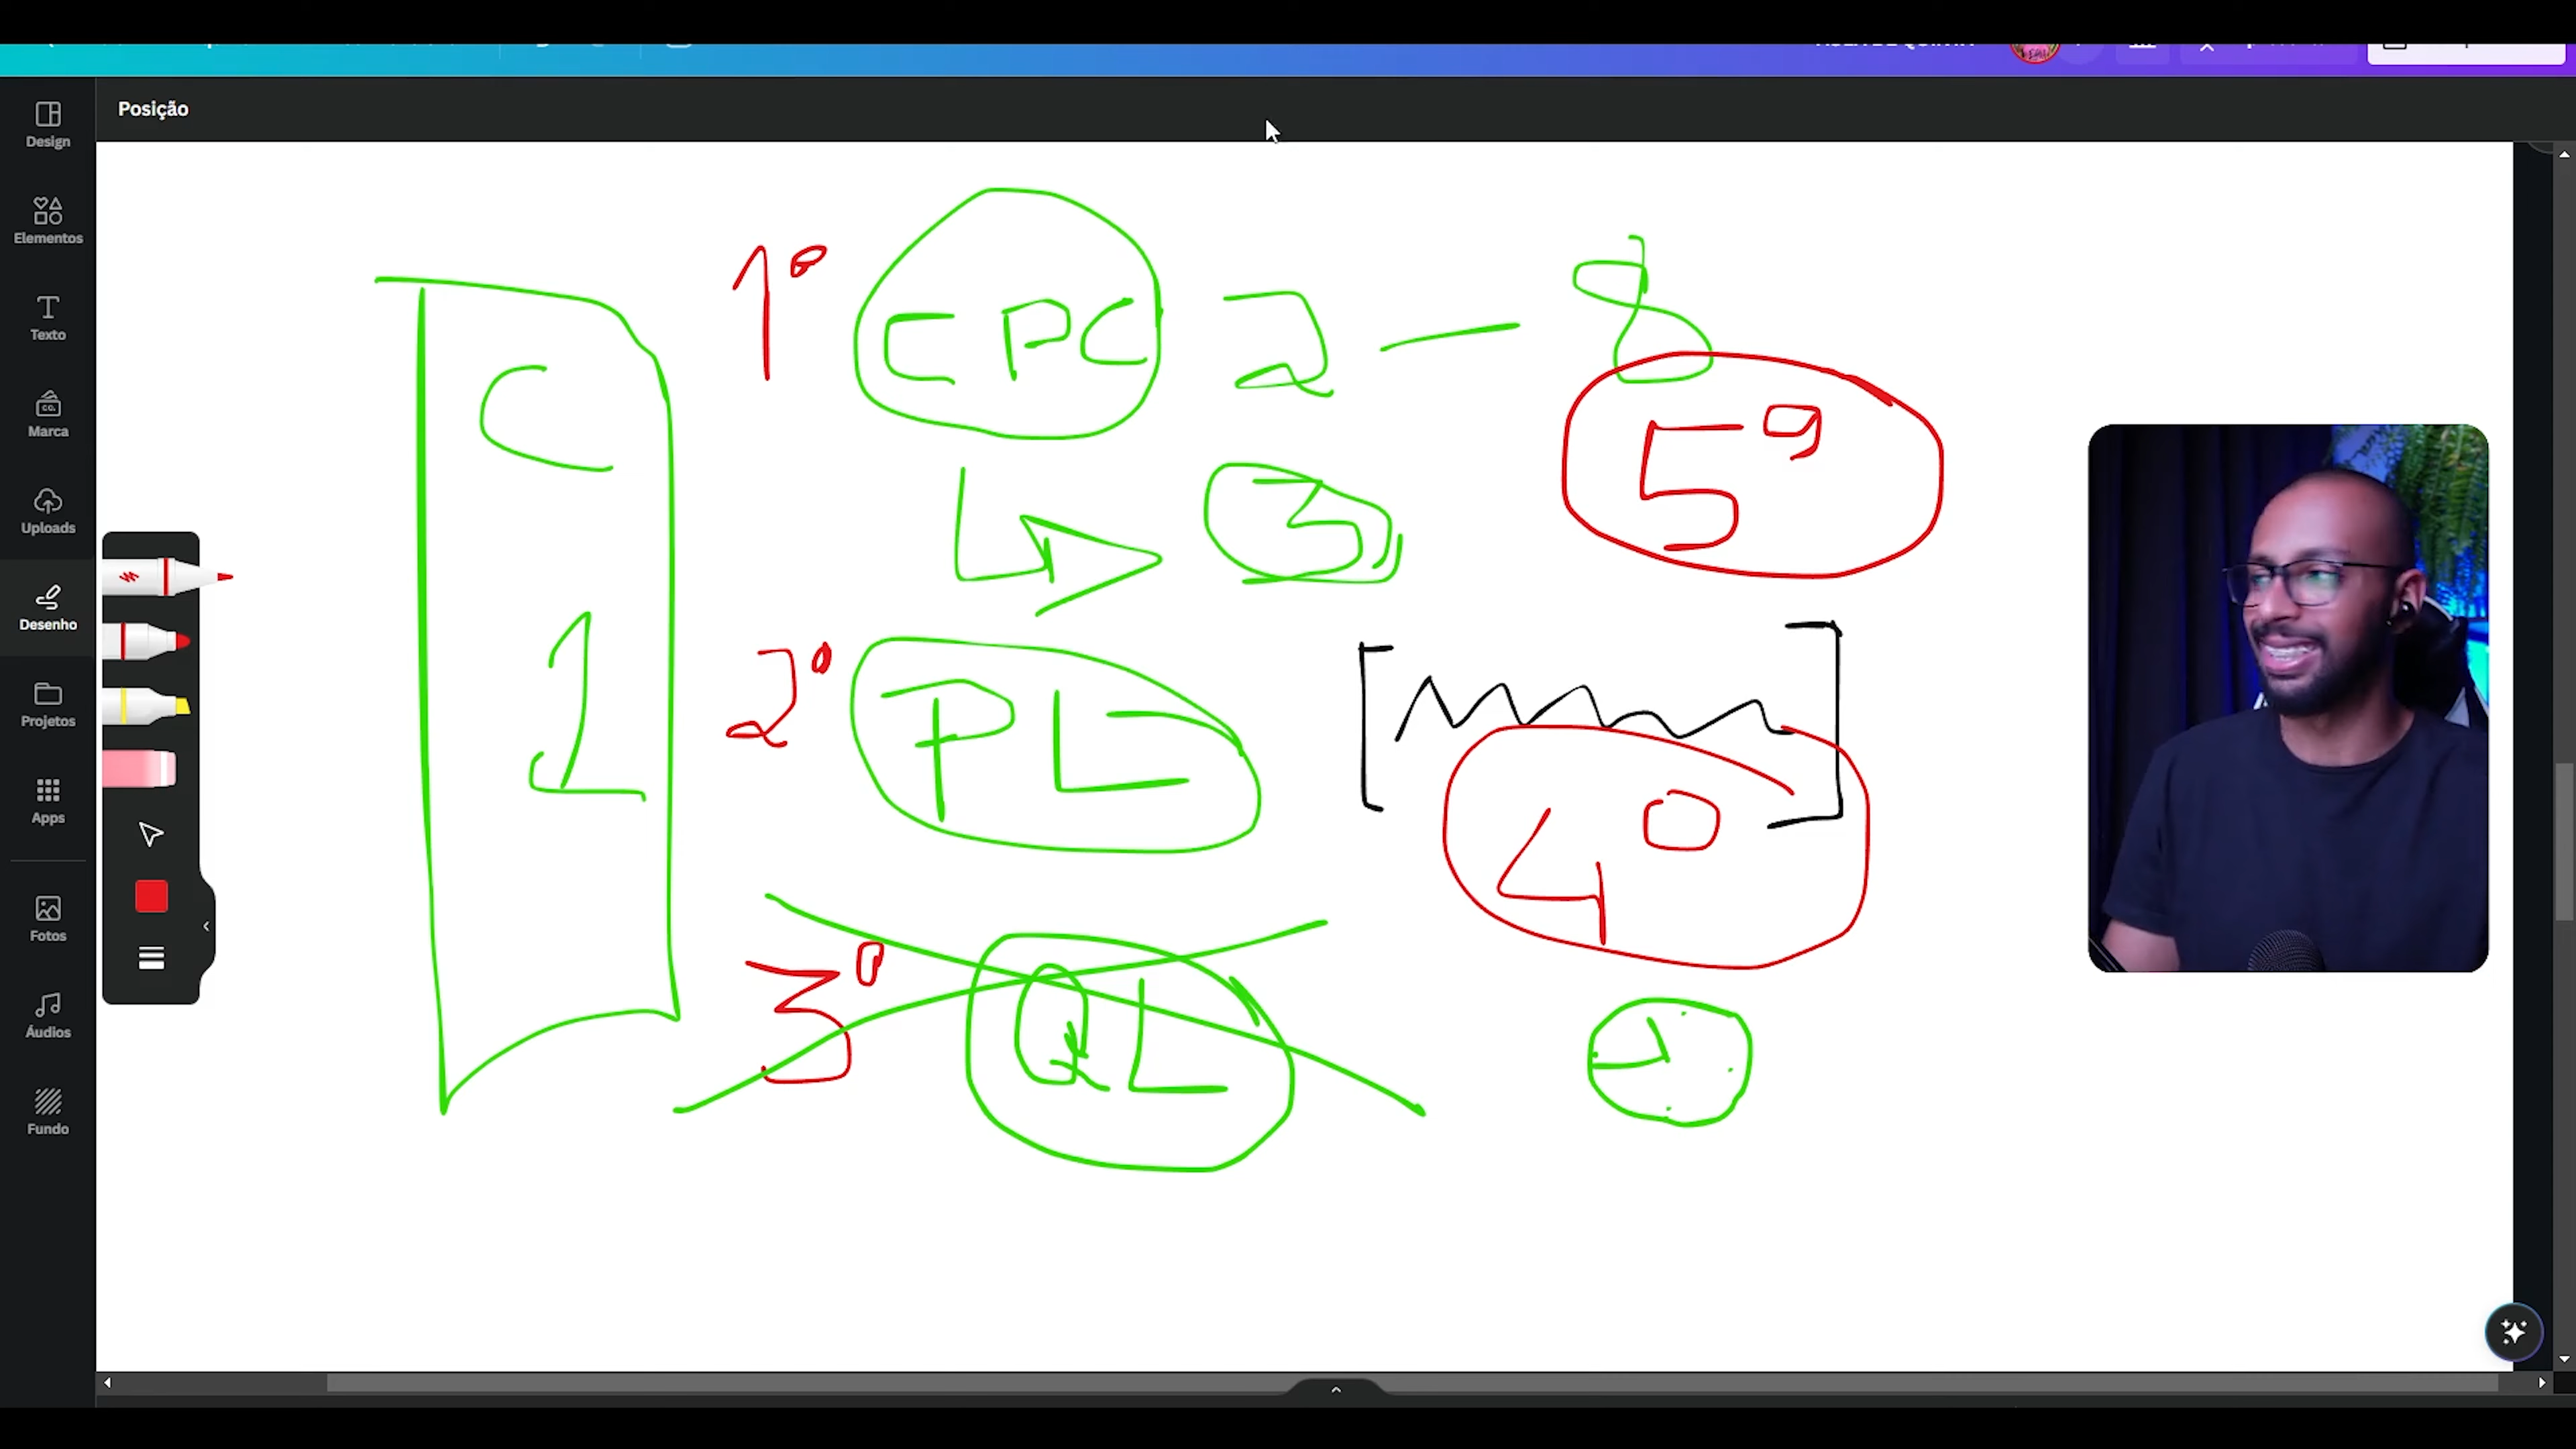 Posição
Design
Elementos
Texto
Marca
Uploads
Desenho
Projetos
Apps
Fotos
Áudios
Fundo
C
1
1º CPC 2 — 8
3
5º
2º PL
4º
3º QL